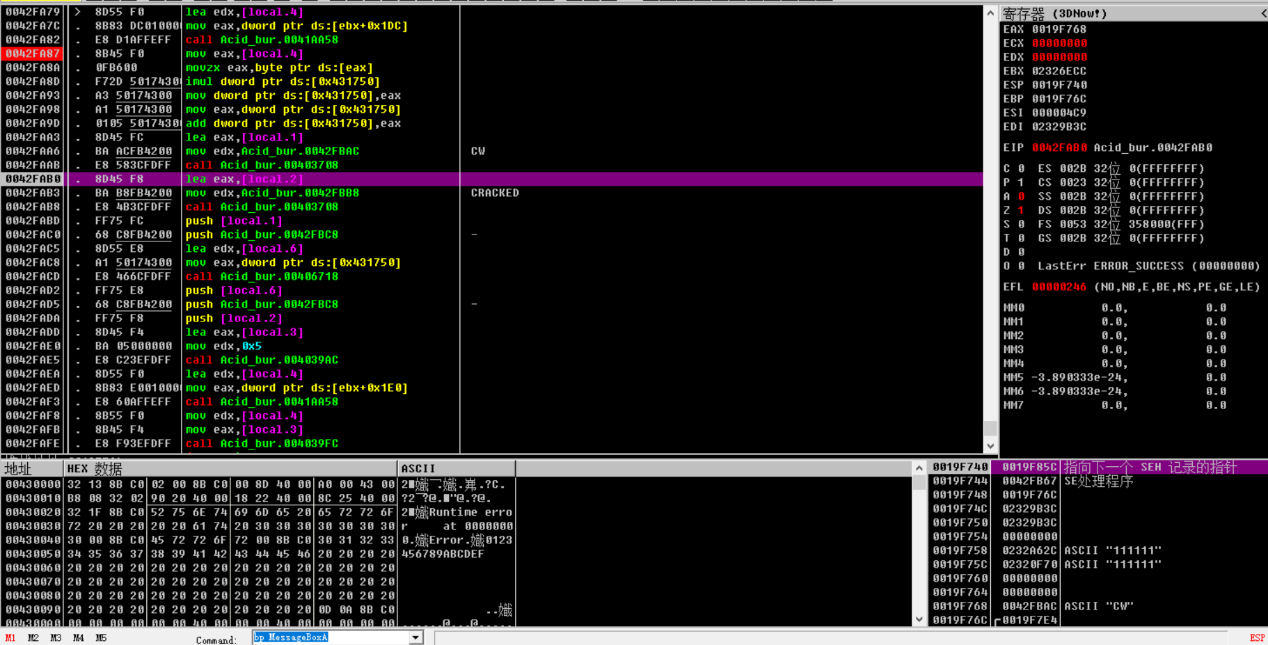 0042FA79 > 8D55 F0 lea edx,[local.4]
0042FA7C . 8B83 DC010000 mov eax,dword ptr ds:[ebx+0x1DC]
0042FA82 . E8 D1AFFEFF call Acid_bur.0041AA58
0042FA87 . 8B45 F0 mov eax,[local.4]
0042FA8A . 0FB600 movzx eax,byte ptr ds:[eax]
0042FA8D . F72D 50174300 imul dword ptr ds:[0x431750]
0042FA93 . A3 50174300 mov dword ptr ds:[0x431750],eax
0042FA98 . A1 50174300 mov eax,dword ptr ds:[0x431750]
0042FA9D . 0105 50174300 add dword ptr ds:[0x431750],eax
0042FAA3 . 8D45 FC lea eax,[local.1]
0042FAA6 . BA ACFB4200 mov edx,Acid_bur.0042FBAC CW
0042FAAB . E8 583CFDFF call Acid_bur.00403708
0042FAB0 . 8D45 F8 lea eax,[local.2]
0042FAB3 . BA B8FB4200 mov edx,Acid_bur.0042FBB8 CRACKED
0042FAB8 . E8 4B3CFDFF call Acid_bur.00403708
0042FABD . FF75 FC push [local.1]
0042FAC0 . 68 C8FB4200 push Acid_bur.0042FBC8 -
0042FAC5 . 8D55 E8 lea edx,[local.6]
0042FAC8 . A1 50174300 mov eax,dword ptr ds:[0x431750]
0042FACD . E8 466CFDFF call Acid_bur.00406718
0042FAD2 . FF75 E8 push [local.6]
0042FAD5 . 68 C8FB4200 push Acid_bur.0042FBC8 -
0042FADA . FF75 F8 push [local.2]
0042FADD . 8D45 F4 lea eax,[local.3]
0042FAE0 . BA 05000000 mov edx,0x5
0042FAE5 . E8 C23EFDFF call Acid_bur.004039AC
0042FAEA . 8D55 F0 lea edx,[local.4]
0042FAED . 8B83 E0010000 mov eax,dword ptr ds:[ebx+0x1E0]
0042FAF3 . E8 60AFFEFF call Acid_bur.0041AA58
0042FAF8 . 8B55 F0 mov edx,[local.4]
0042FAFB . 8B45 F4 mov eax,[local.3]
0042FAFE . E8 F93EFDFF call Acid_bur.004039FC
寄存器 (3DNow!) <
EAX 0019F768
ECX 00000000
EDX 00000000
EBX 02326ECC
ESP 0019F740
EBP 0019F76C
ESI 000004C9
EDI 02329B3C
EIP 0042FAB0 Acid_bur.0042FAB0
C 0 ES 002B 32位 0(FFFFFFFF)
P 1 CS 0023 32位 0(FFFFFFFF)
A 0 SS 002B 32位 0(FFFFFFFF)
Z 1 DS 002B 32位 0(FFFFFFFF)
S 0 FS 0053 32位 358000(FFF)
T 0 GS 002B 32位 0(FFFFFFFF)
D 0
O 0 LastErr ERROR_SUCCESS (00000000)
EFL 00000246 (NO,NB,E,BE,NS,PE,GE,LE)
MM0 0.0, 0.0
MM1 0.0, 0.0
MM2 0.0, 0.0
MM3 0.0, 0.0
MM4 0.0, 0.0
MM5 -3.890333e-24, 0.0
MM6 -3.890333e-24, 0.0
MM7 0.0, 0.0
地址 HEX 数据 ASCII
00430000 32 13 8B C0 02 00 8B C0 00 8D 40 00 A0 00 43 00
00430010 B8 08 32 02 90 20 40 00 18 22 40 00 8C 25 40 00
00430020 32 1F 8B C0 52 75 6E 74 69 6D 65 20 65 72 72 6F Runtime erro
00430030 72 20 20 20 20 20 61 74 20 30 30 30 30 30 30 30 r     at 0000000
00430040 30 00 8B C0 45 72 72 6F 72 00 8B C0 30 31 32 33 0.嬂Error.嬂0123
00430050 34 35 36 37 38 39 41 42 43 44 45 46 20 20 20 20 456789ABCDEF
00430060 20 20 20 20 20 20 20 20 20 20 20 20 20 20 20 20
00430070 20 20 20 20 20 20 20 20 20 20 20 20 20 20 20 20
00430080 20 20 20 20 20 20 20 20 20 20 20 20 20 20 20 20
00430090 20 20 20 20 20 20 20 20 20 20 20 20 0D 0A 8B C0 ..嬂
0019F740 0019F85C 指向下一个 SEH 记录的指针
0019F744 0042FB67 SE处理程序
0019F748 0019F76C
0019F74C 02329B3C
0019F750 02329B3C
0019F754 00000000
0019F758 0232A62C ASCII "111111"
0019F75C 02320F70 ASCII "111111"
0019F760 00000000
0019F764 00000000
0019F768 0042FBAC ASCII "CW"
0019F76C 0019F7E4
M1 M2 M3 M4 M5 Command: bp MessageBoxA ESP